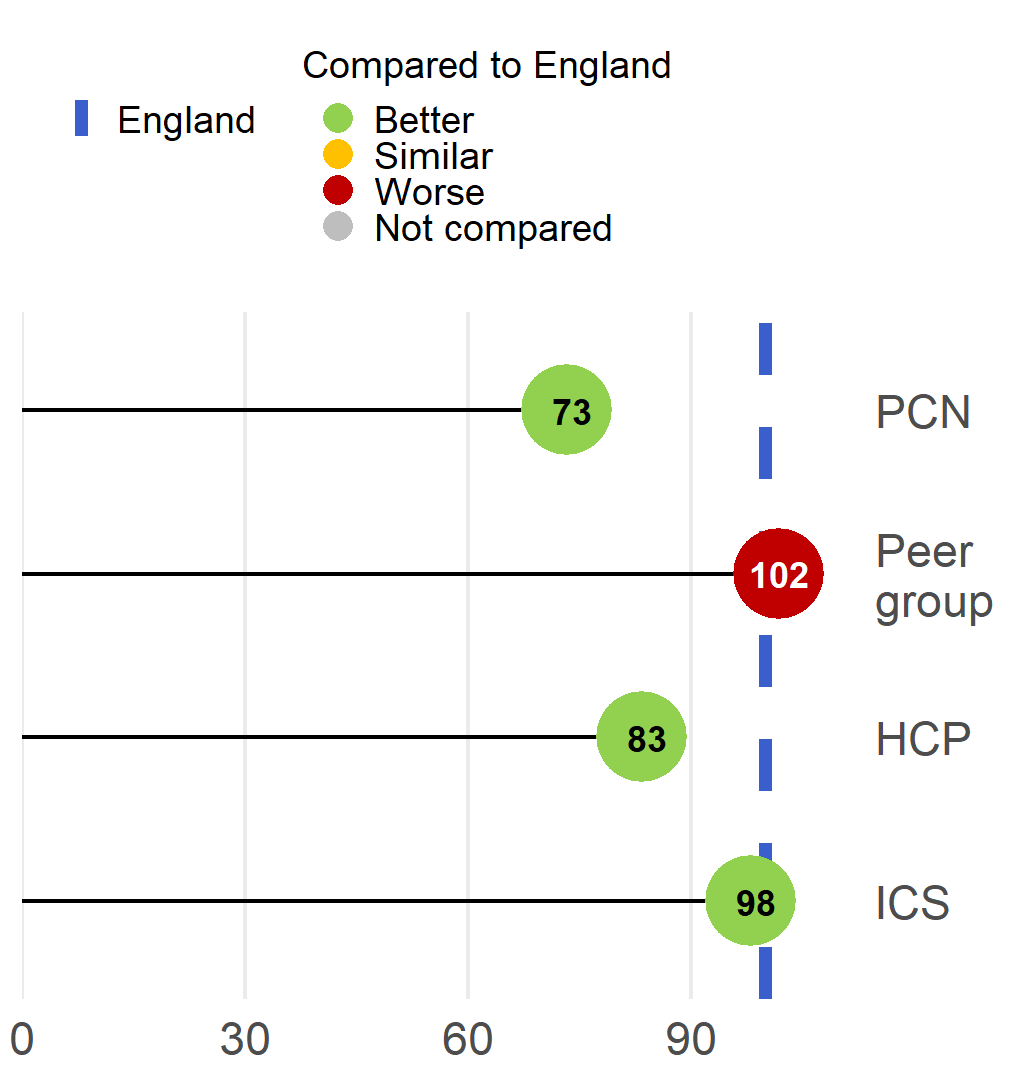 Compared to England
England
Better
Similar
Worse
Not compared
73
PCN
102
Peer
group
83
HCP
98
ICS
0 30 60 90